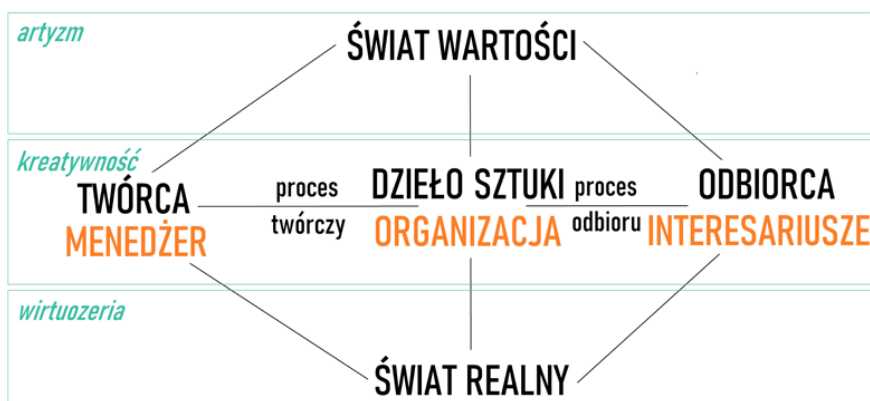 artyzm
ŚWIAT WARTOŚCI
kreatywność
TWÓRCA
MENEDŻER
proces
twórczy
DZIEŁO SZTUKI
ORGANIZACJA
proces
odbioru
ODBIORCA
INTERESARIUSZE
wirtuozeria
ŚWIAT REALNY